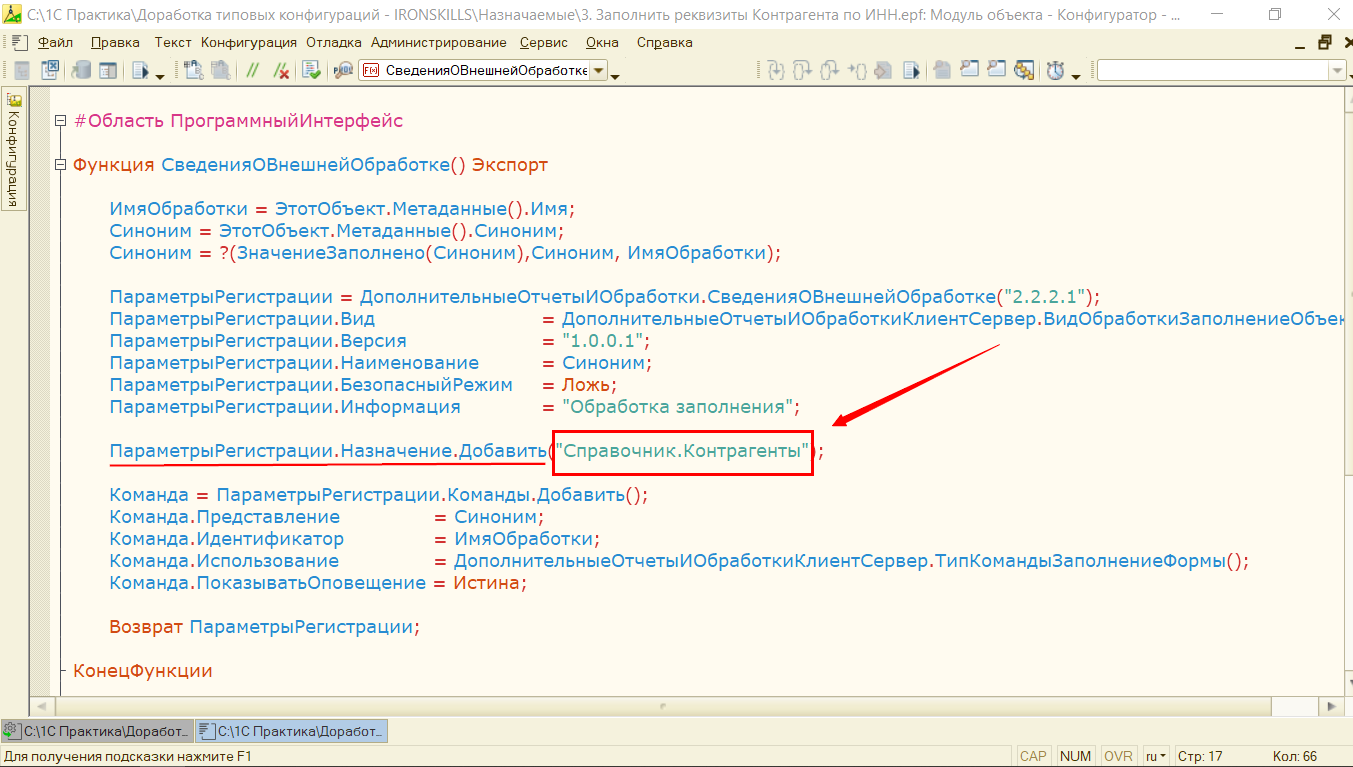 C:\1С Практика\Доработка типовых конфигураций - IRONSKILLS\Назначаемые\3. Заполнить реквизиты Контрагента по ИНН.epf: Модуль объекта - Конфигуратор - ...
Файл Правка Текст Конфигурация Отладка Администрирование Сервис Окна Справка
СведенияОВнешнейОбработке
Конфигурация
#Область ПрограммныйИнтерфейс
Функция СведенияОВнешнейОбработке() Экспорт
ИмяОбработки = ЭтотОбъект.Метаданные().Имя;
Синоним = ЭтотОбъект.Метаданные().Синоним;
Синоним = ?(ЗначениеЗаполнено(Синоним),Синоним, ИмяОбработки);
ПараметрыРегистрации = ДополнительныеОтчетыИОбработки.СведенияОВнешнейОбработке("2.2.2.1");
ПараметрыРегистрации.Вид = ДополнительныеОтчетыИОбработкиКлиентСервер.ВидОбработкиЗаполнениеОбъек
ПараметрыРегистрации.Версия = "1.0.0.1";
ПараметрыРегистрации.Наименование = Синоним;
ПараметрыРегистрации.БезопасныйРежим = Ложь;
ПараметрыРегистрации.Информация = "Обработка заполнения";
ПараметрыРегистрации.Назначение.Добавить("Справочник.Контрагенты");
Команда = ПараметрыРегистрации.Команды.Добавить();
Команда.Представление = Синоним;
Команда.Идентификатор = ИмяОбработки;
Команда.Использование = ДополнительныеОтчетыИОбработкиКлиентСервер.ТипКомандыЗаполнениеФормы();
Команда.ПоказыватьОповещение = Истина;
Возврат ПараметрыРегистрации;
КонецФункции
C:\1С Практика\Доработ... C:\1С Практика\Доработ...
Для получения подсказки нажмите F1 CAP NUM OVR ru Стр: 17 Кол: 66